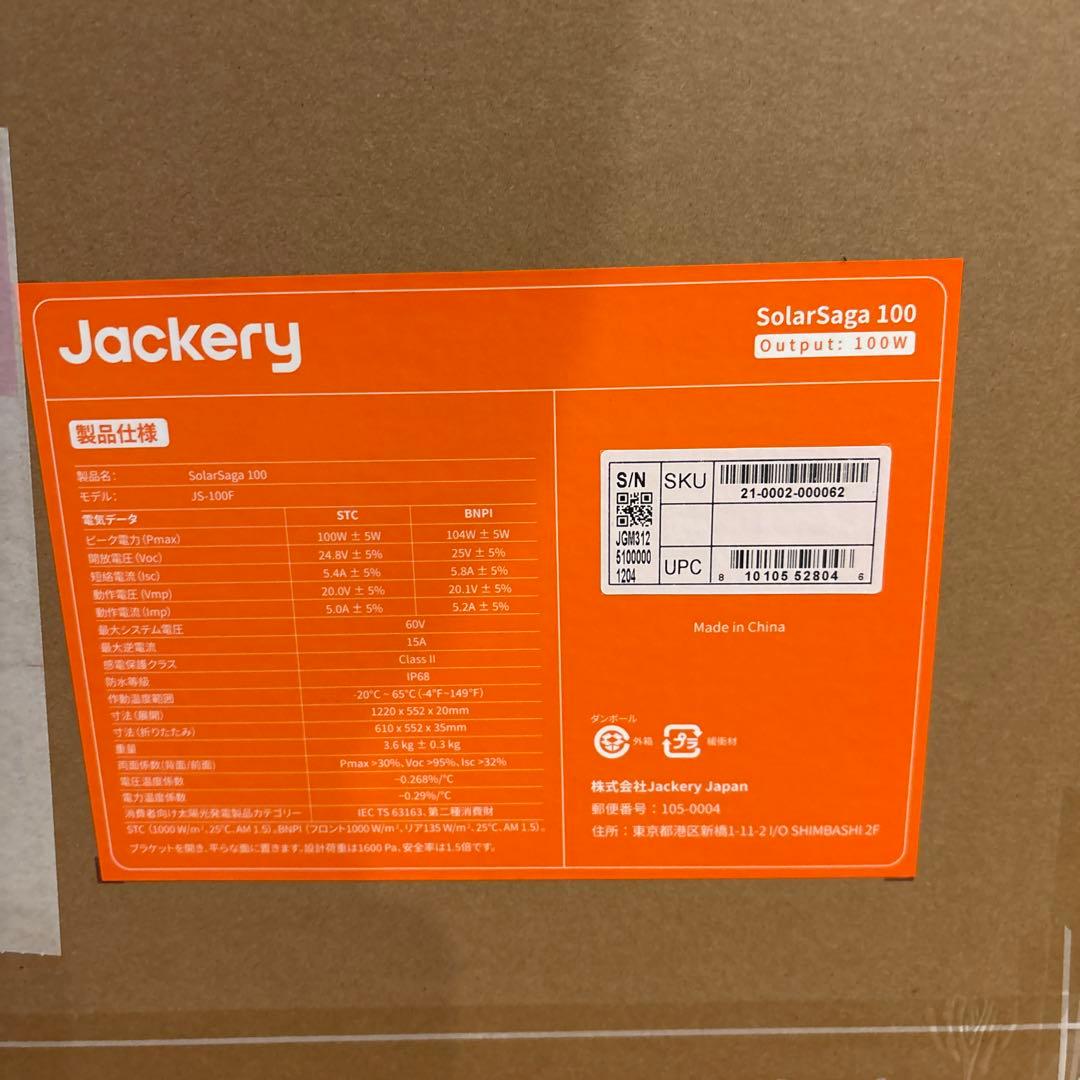 Jackery
SolarSaga 100
Output: 100W
製品仕様
製品名: SolarSaga 100
モデル: JS-100F
電気データ STC BNPI
ピーク電力(Pmax) 100W ± 5W 104W ± 5W
開放電圧(Voc) 24.8V ± 5% 25V ± 5%
短絡電流(Isc) 5.4A ± 5% 5.8A ± 5%
動作電圧(Vmp) 20.0V ± 5% 20.1V ± 5%
動作電流(Imp) 5.0A ± 5% 5.2A ± 5%
最大システム電圧 60V
最大逆電流 15A
感電保護クラス Class II
防水等級 IP68
作動温度範囲 -20°C ~ 65°C (-4°F~149°F)
寸法(展開) 1220 x 552 x 20mm
寸法(折りたたみ) 610 x 552 x 35mm
重量 3.6 kg ± 0.3 kg
両面係数(背面/前面) Pmax >30%、Voc >95%、Isc >32%
電圧温度係数 -0.268%/°C
電力温度係数 -0.29%/°C
消費者向け太陽光発電製品カテゴリー IEC TS 63163、第二種消費財
STC (1000 W/m²、25°C、AM 1.5)。BNPI (フロント1000 W/m²、リア135 W/m²、25°C、AM 1.5)。
ブラケットを開き、平らな面に置きます。設計荷重は1600 Pa、安全率は1.5倍です。
S/N
JGM312
5100000
1204
SKU
21-0002-000062
UPC
8 10105 52804 6
Made in China
ダンボール
外箱
プラ
緩衝材
株式会社Jackery Japan
郵便番号：105-0004
住所：東京都港区新橋1-11-2 I/O SHIMBASHI 2F